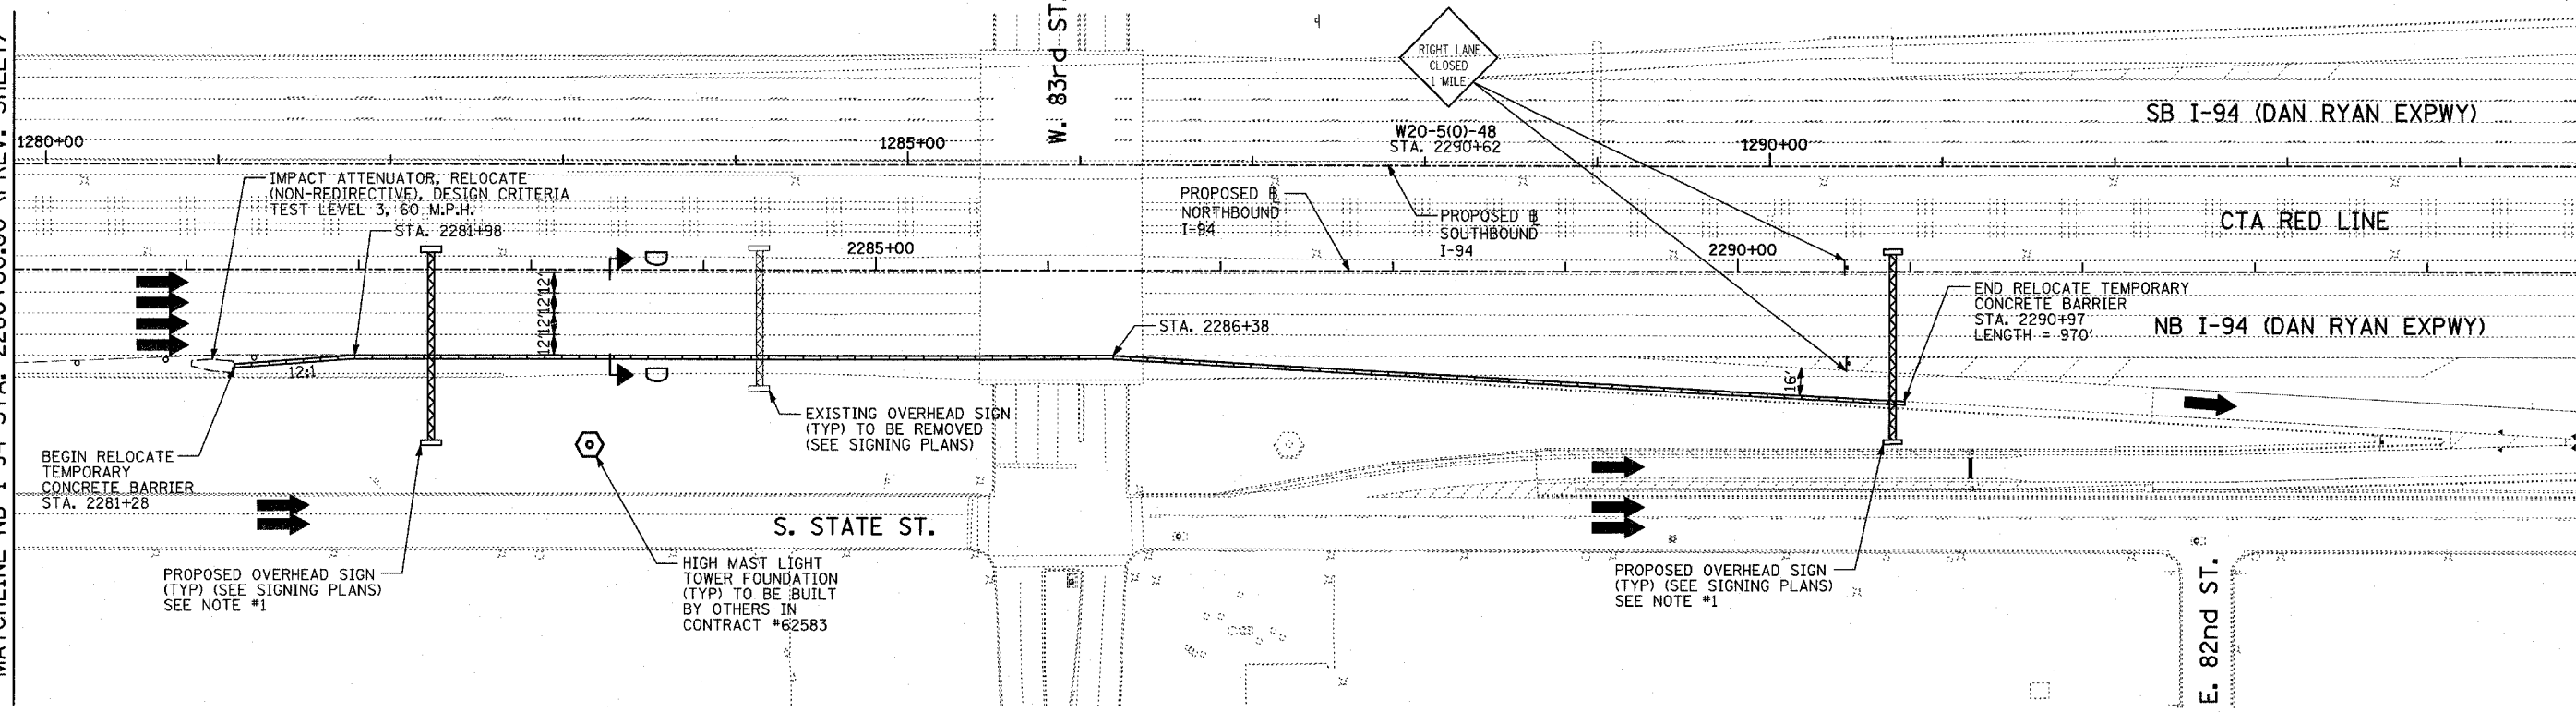 W. 83rd ST.
RIGHT LANE
CLOSED
1 MILE
SB I-94 (DAN RYAN EXPWY)
1280+00
1285+00
W20-5(O)-48
STA. 2290+62
1290+00
IMPACT ATTENUATOR, RELOCATE
(NON-REDIRECTIVE), DESIGN CRITERIA
TEST LEVEL 3, 60 M.P.H.
STA. 2281+98
PROPOSED
NORTHBOUND
I-94
PROPOSED
SOUTHBOUND
I-94
CTA RED LINE
2285+00
2290+00
D
12'
12'
12'
12'
STA. 2286+38
END RELOCATE TEMPORARY
CONCRETE BARRIER
STA. 2290+97
LENGTH = 970'
NB I-94 (DAN RYAN EXPWY)
12:1
D
16'
EXISTING OVERHEAD SIGN
(TYP) TO BE REMOVED
(SEE SIGNING PLANS)
BEGIN RELOCATE
TEMPORARY
CONCRETE BARRIER
STA. 2281+28
S. STATE ST.
PROPOSED OVERHEAD SIGN
(TYP) (SEE SIGNING PLANS)
SEE NOTE #1
HIGH MAST LIGHT
TOWER FOUNDATION
(TYP) TO BE BUILT
BY OTHERS IN
CONTRACT #62583
PROPOSED OVERHEAD SIGN
(TYP) (SEE SIGNING PLANS)
SEE NOTE #1
E. 82nd ST.